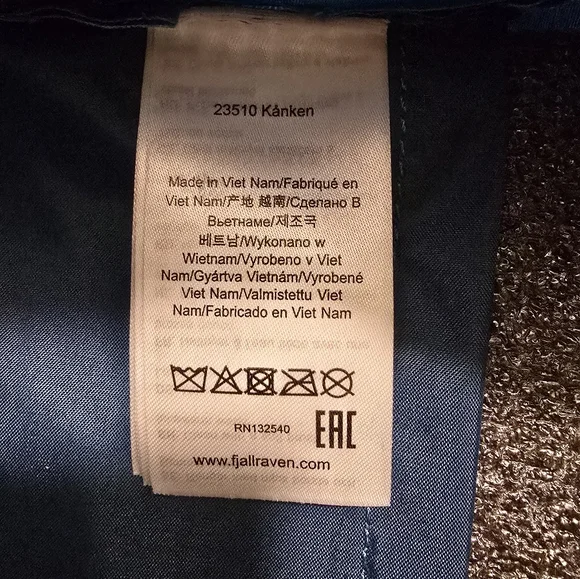 23510 Kånken
Made in Viet Nam/Fabriqué en
Viet Nam/产地 越南/Сделано В
Вьетнаме/제조국
베트남/Wykonano w
Wietnam/Vyrobeno v Viet
Nam/Gyártva Vietnám/Vyrobené
Viet Nam/Valmistettu Viet
Nam/Fabricado en Viet Nam
RN132540 EAC
www.fjallraven.com